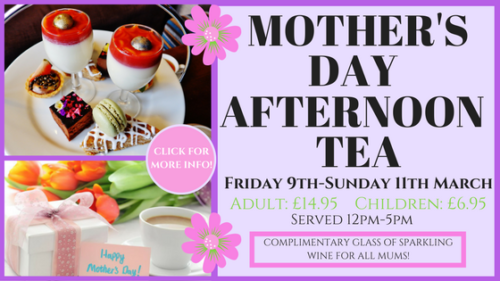 MOTHER'S
DAY
AFTERNOON
TEA
CLICK FOR
MORE INFO!
FRIDAY 9TH-SUNDAY 11TH MARCH
ADULT: £14.95 CHILDREN: £6.95
SERVED 12PM-5PM
COMPLIMENTARY GLASS OF SPARKLING
WINE FOR ALL MUMS!
Happy
Mother's Day!